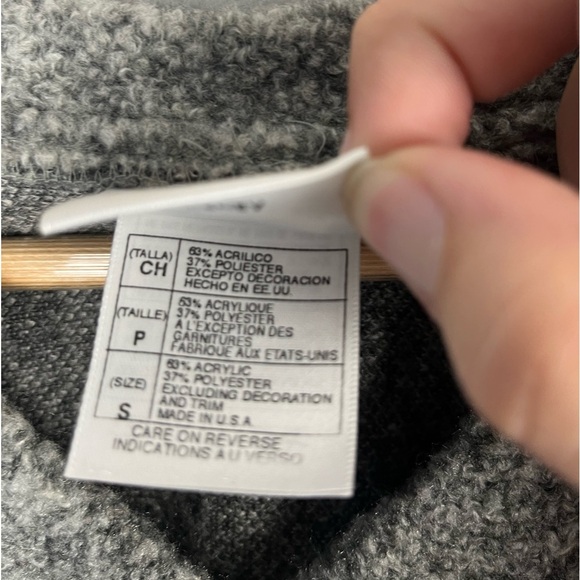 (TALLA) CH
63% ACRILICO
37% POLIESTER
EXCEPTO DECORACION
HECHO EN EE.UU.
(TAILLE) P
63% ACRYLIQUE
37% POLYESTER
A L'EXCEPTION DES
GARNITURES
FABRIQUE AUX ETATS-UNIS
(SIZE) S
63% ACRYLIC
37% POLYESTER
EXCLUDING DECORATION
AND TRIM
MADE IN U.S.A.
CARE ON REVERSE
INDICATIONS AU VERSO